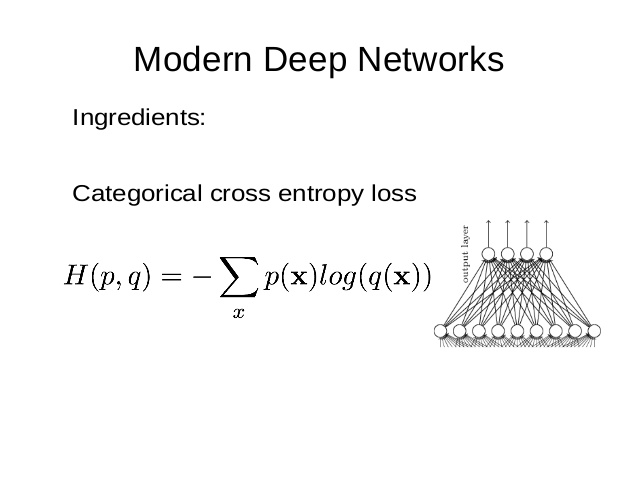 Modern Deep Networks
Ingredients:
Categorical cross entropy loss
H(p, q) = − ∑ p(x)log(q(x))
x
output layer